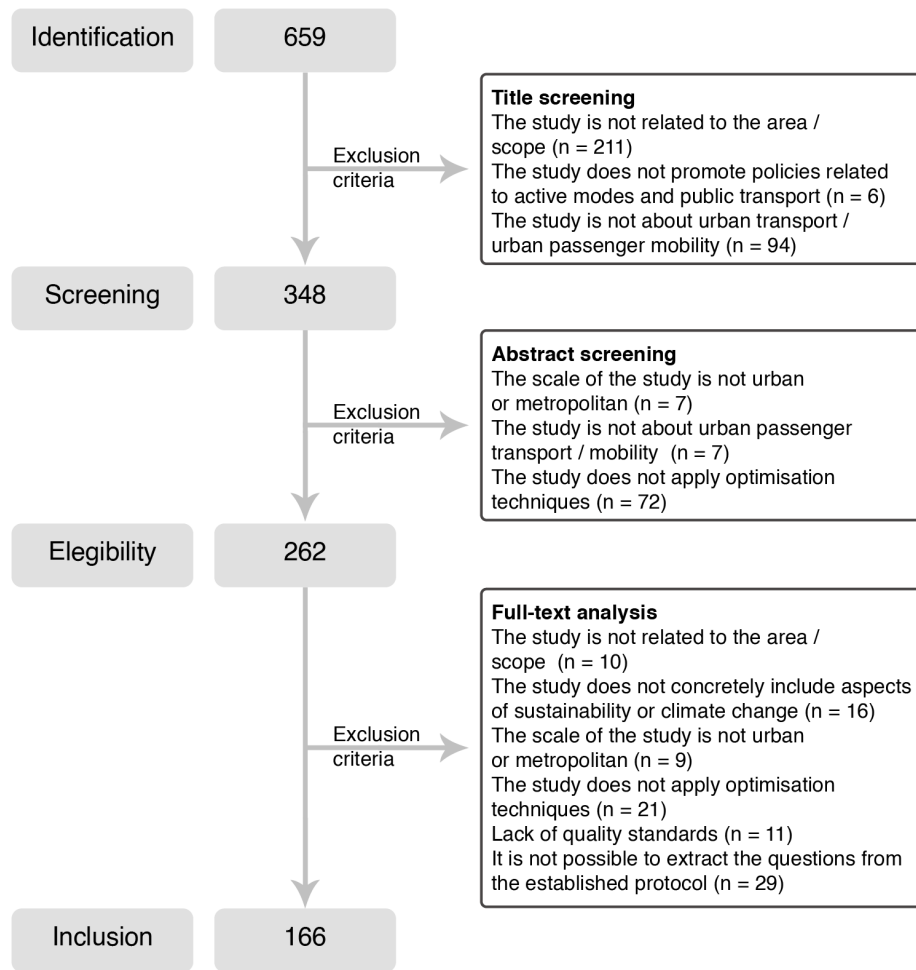 Identification
659
Exclusion
criteria
Title screening
The study is not related to the area /
scope (n = 211)
The study does not promote policies related
to active modes and public transport (n = 6)
The study is not about urban transport /
urban passenger mobility (n = 94)
Screening
348
Exclusion
criteria
Abstract screening
The scale of the study is not urban
or metropolitan (n = 7)
The study is not about urban passenger
transport / mobility  (n = 7)
The study does not apply optimisation
techniques (n = 72)
Elegibility
262
Exclusion
criteria
Full-text analysis
The study is not related to the area /
scope  (n = 10)
The study does not concretely include aspects
of sustainability or climate change (n = 16)
The scale of the study is not urban
or metropolitan (n = 9)
The study does not apply optimisation
techniques (n = 21)
Lack of quality standards (n = 11)
It is not possible to extract the questions from
the established protocol (n = 29)
Inclusion
166